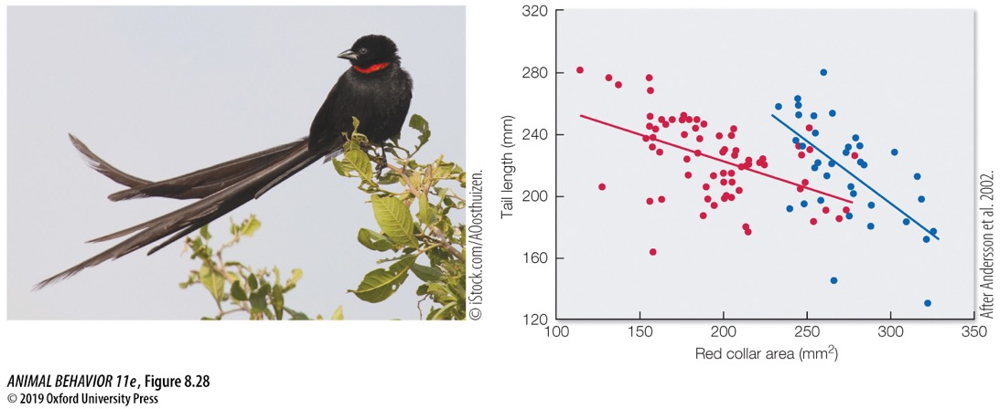 © iStock.com/AOosthuizen.
320
280
240
200
160
120
Tail length (mm)
100
150
200
250
300
350
Red collar area (mm²)
After Andersson et al. 2002.
ANIMAL BEHAVIOR 11e, Figure 8.28
© 2019 Oxford University Press